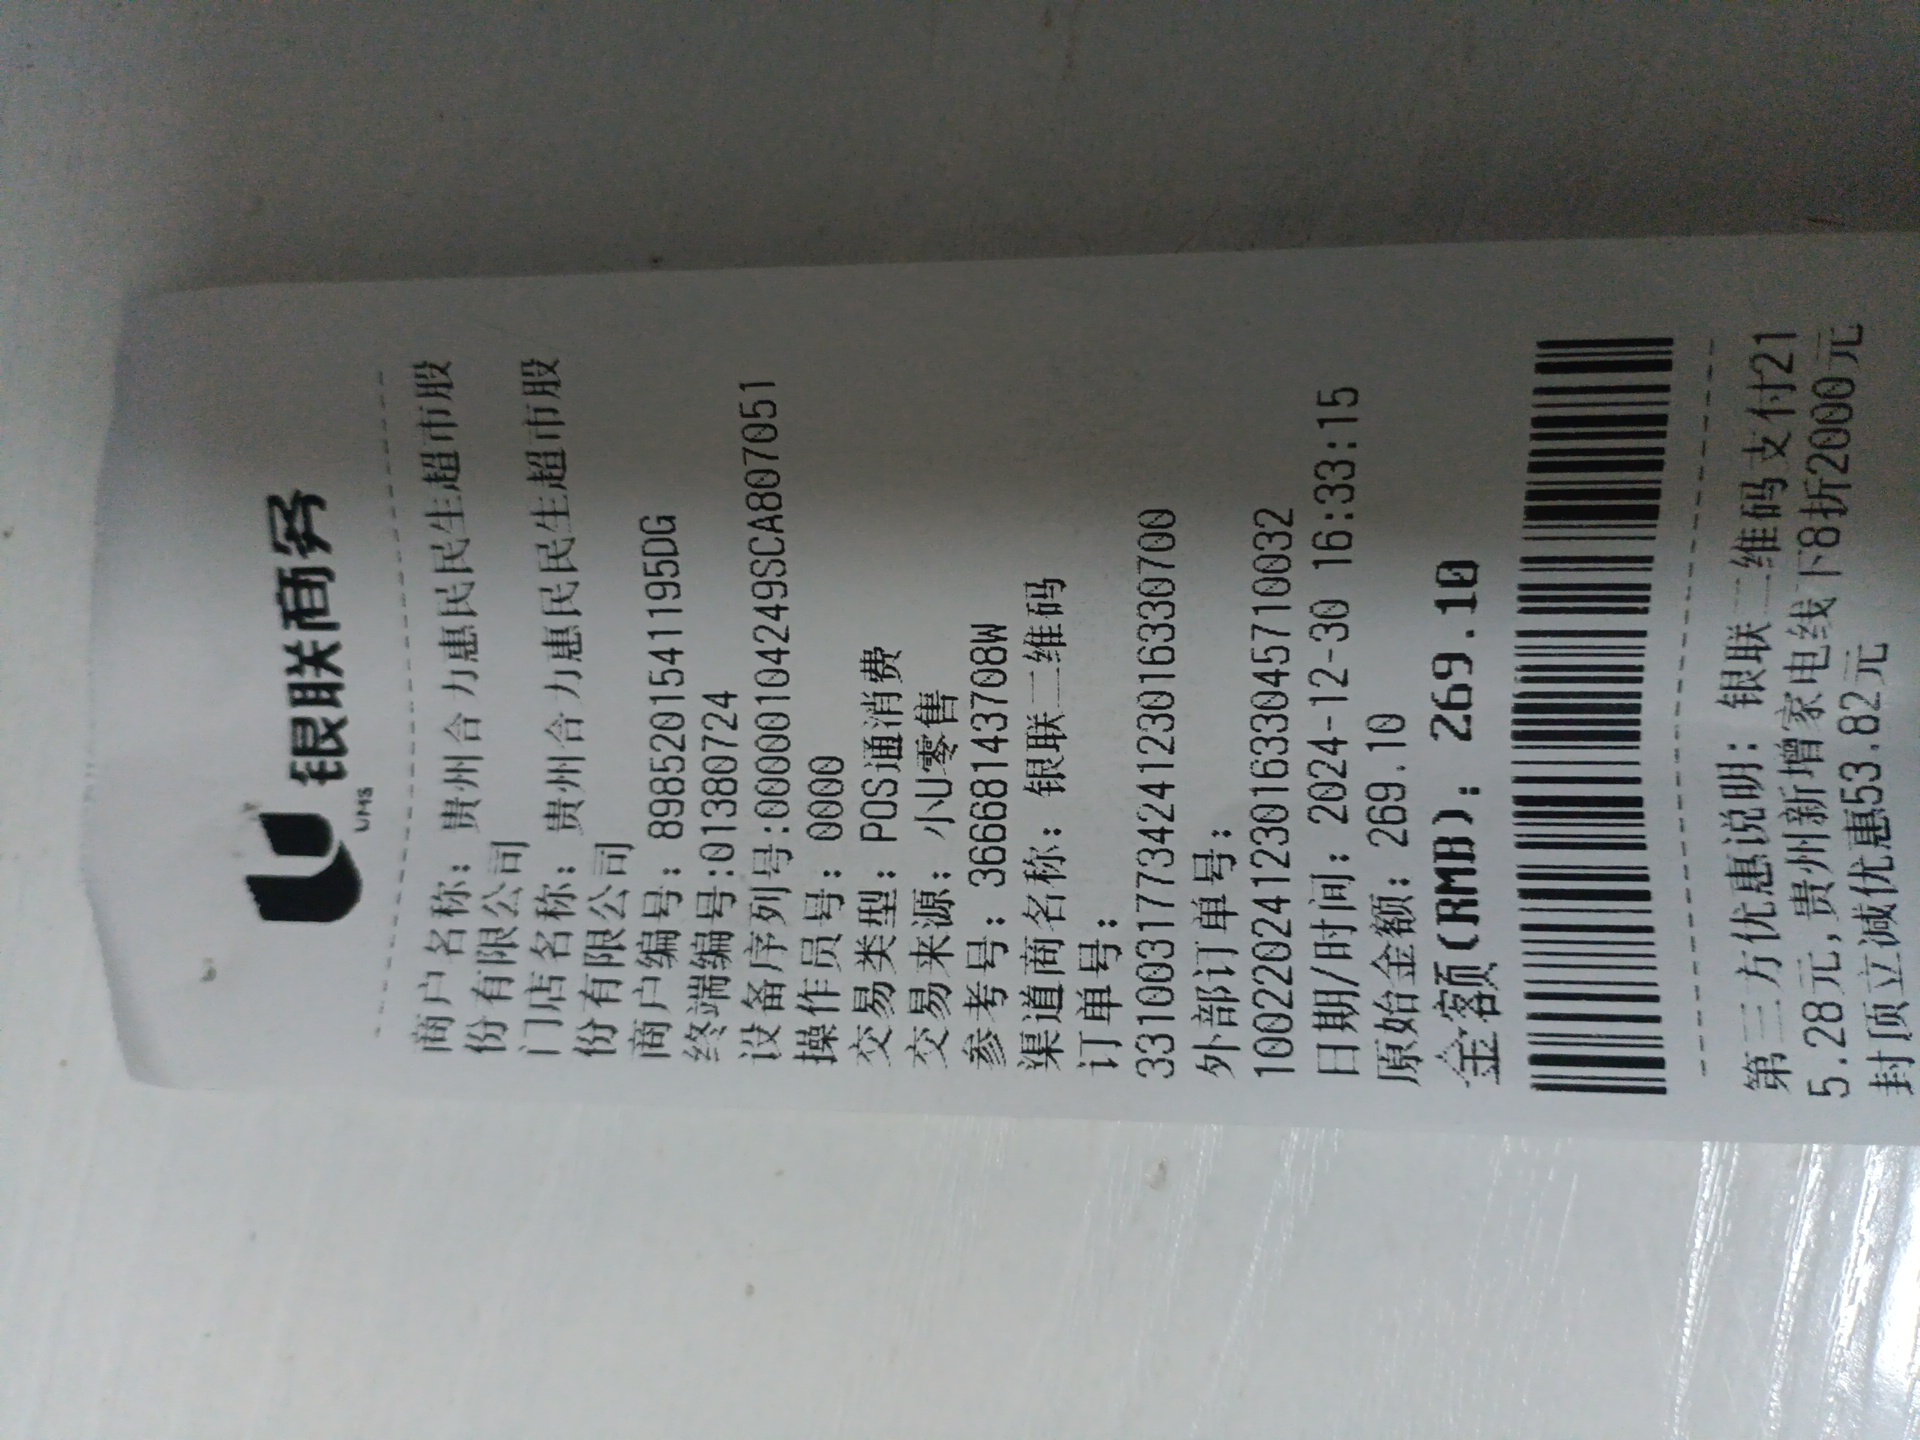 银联商务
UMS
商户名称: 贵州合力惠民民生超市股
份有限公司
门店名称: 贵州合力惠民民生超市股
份有限公司
商户编号: 8985201541195DG
终端编号:01380724
设备序列号:0000010424​9SCA807051
操作员号: 0000
交易类型: POS通消费
交易来源: 小U零售
参考号: 36668143708W
渠道商名称: 银联二维码
订单号:
33100317734241230163330700
外部订单号:
1002202412301633045710032
日期/时间: 2024-12-30 16:33:15
原始金额: 269.10
金额(RMB): 269.10
第三方优惠说明: 银联二维码支付21
5.28元,贵州新增家电线下8折2000元
封顶立减优惠53.82元